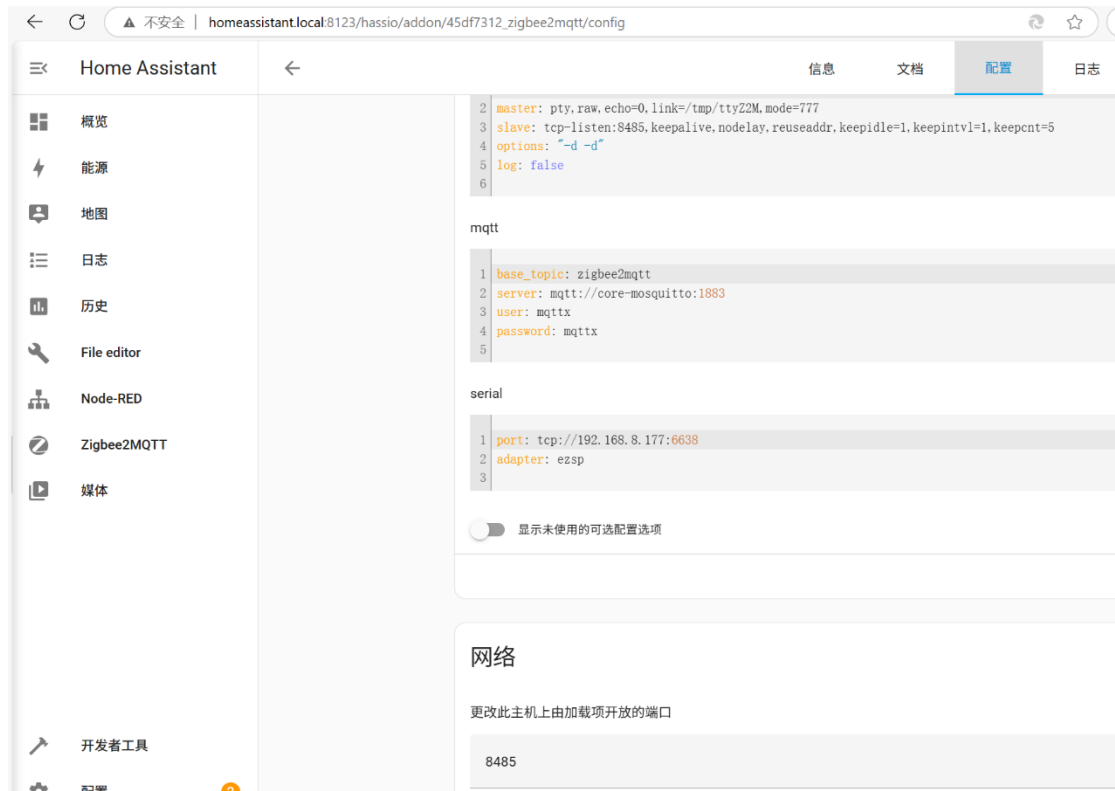 不安全 | homeassistant.local:8123/hassio/addon/45df7312_zigbee2mqtt/config
Home Assistant
信息 文档 配置 日志
概览
能源
地图
日志
历史
File editor
Node-RED
Zigbee2MQTT
媒体
开发者工具
配置
2 master: pty,raw,echo=0,link=/tmp/ttyZ2M,mode=777
3 slave: tcp-listen:8485,keepalive,nodelay,reuseaddr,keepidle=1,keepintvl=1,keepcnt=5
4 options: "-d -d"
5 log: false
6
mqtt
1 base_topic: zigbee2mqtt
2 server: mqtt://core-mosquitto:1883
3 user: mqttx
4 password: mqttx
5
serial
1 port: tcp://192.168.8.177:6638
2 adapter: ezsp
3
显示未使用的可选配置选项
网络
更改此主机上由加载项开放的端口
8485